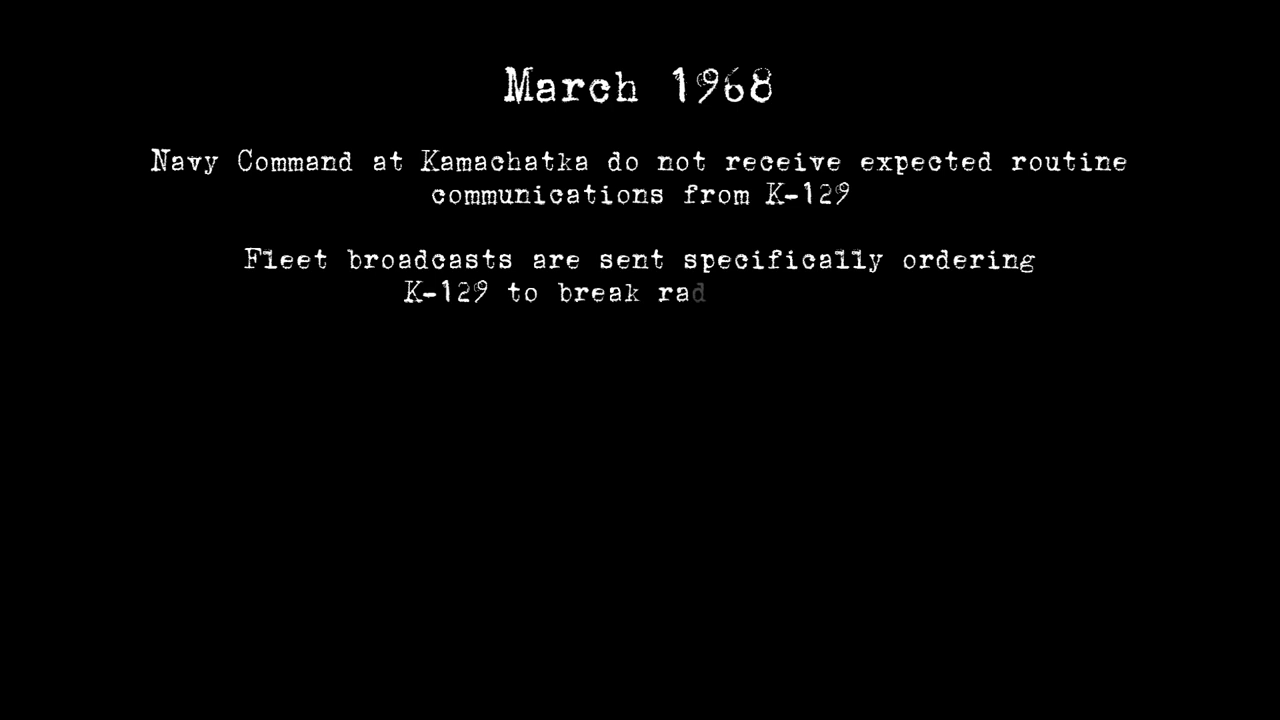 March 1968
Navy Command at Kamachatka do not receive expected routine
communications from K-129
Fleet broadcasts are sent specifically ordering
K-129 to break rad